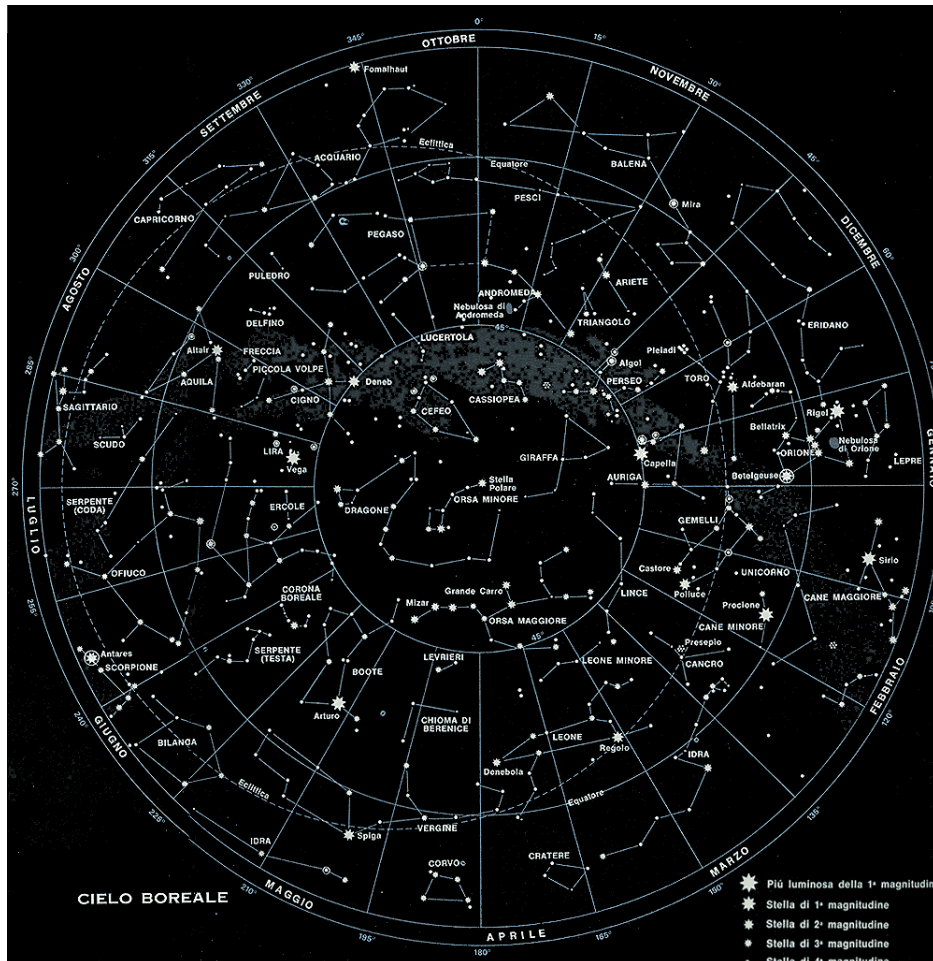 0°
345°
15°
OTTOBRE
330°
30°
SETTEMBRE
NOVEMBRE
Fomalhaut
315°
45°
Eclittica
ACQUARIO
Equatore
BALENA
PESCI
Mira
CAPRICORNO
DICEMBRE
PEGASO
300°
60°
AGOSTO
PULEDRO
ARIETE
ANDROMEDA
Nebulosa di
Andromeda
ERIDANO
DELFINO
TRIANGOLO
45°
LUCERTOLA
285°
Altair
FRECCIA
Pleiadi
Algol
PICCOLA VOLPE
AQUILA
Deneb
PERSEO
TORO
Aldebaran
CIGNO
CASSIOPEA
SAGITTARIO
CEFEO
Rigel
Bellatrix
GENNAIO
SCUDO
Nebulosa
di Orione
LIRA
ORIONE
GIRAFFA
Vega
Capella
LEPRE
AURIGA
Betelgeuse
Stella
Polare
270°
ORSA MINORE
LUGLIO
SERPENTE
(CODA)
ERCOLE
DRAGONE
GEMELLI
Sirio
OFIUCO
Castore
UNICORNO
CORONA
BOREALE
Grande Carro
LINCE
Polluce
CANE MAGGIORE
255°
Mizar
Procione
ORSA MAGGIORE
CANE MINORE
45°
Presepio
SERPENTE
(TESTA)
Antares
LEVRIERI
LEONE MINORE
CANCRO
SCORPIONE
BOOTE
FEBBRAIO
Arturo
CHIOMA DI
BERENICE
240°
120°
GIUGNO
BILANCA
LEONE
Regolo
IDRA
Denebola
Eclittica
Equatore
225°
135°
VERGINE
Spiga
IDRA
CORVO
CRATERE
MARZO
210°
150°
MAGGIO
CIELO BOREALE
195°
APRILE
165°
180°
Piú luminosa della 1ª magnitudin
Stella di 1ª magnitudine
Stella di 2ª magnitudine
Stella di 3ª magnitudine
Stella di 4ª magnitudine